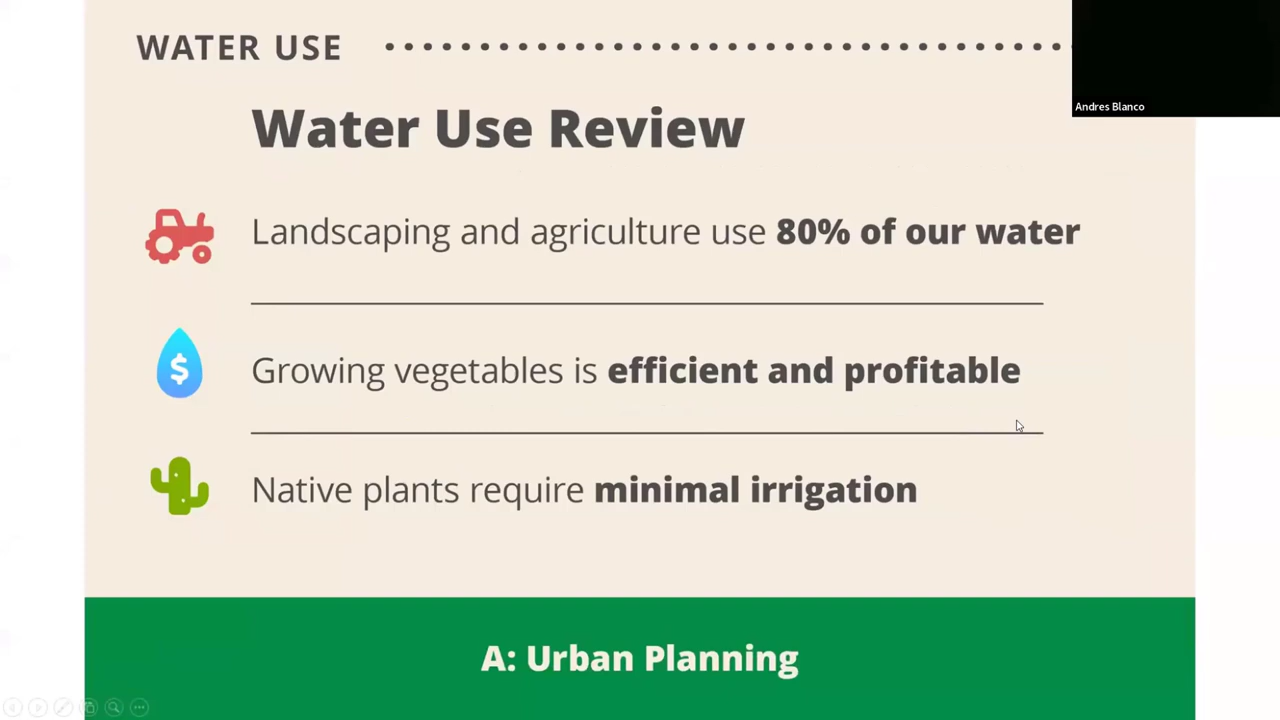 WATER USE
Andres Blanco
Water Use Review
Landscaping and agriculture use 80% of our water
$
Growing vegetables is efficient and profitable
Native plants require minimal irrigation
A: Urban Planning